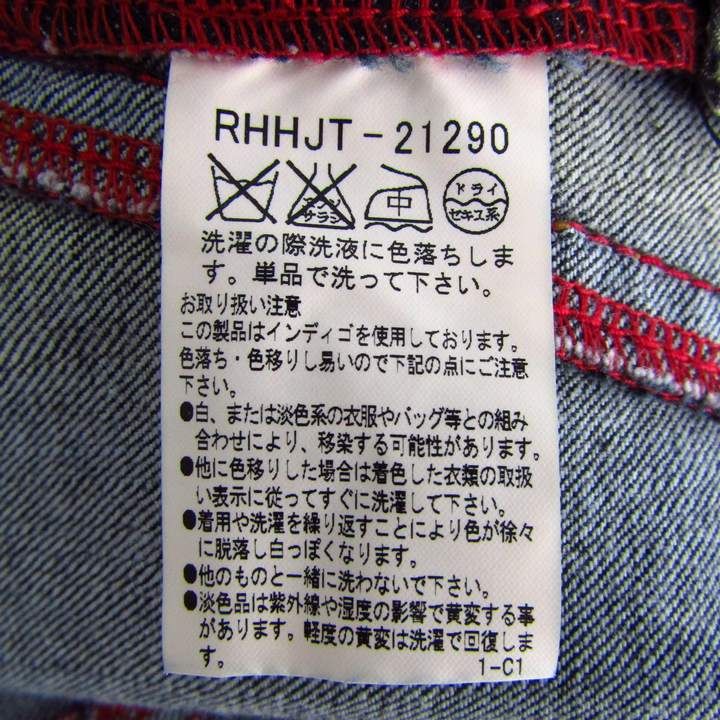 RHHJT-21290
エンソ
サラシ
中
ドライ
セキユ系
洗濯の際洗液に色落ちしま
す。単品で洗って下さい。
お取り扱い注意
この製品はインディゴを使用しております。
色落ち・色移りし易いので下記の点にご注意
下さい。
●白、または淡色系の衣服やバッグ等との組み
合わせにより、移染する可能性があります。
●他に色移りした場合は着色した衣類の取扱
い表示に従ってすぐに洗濯して下さい。
●着用や洗濯を繰り返すことにより色が徐々
に脱落し白っぽくなります。
●他のものと一緒に洗わないで下さい。
●淡色品は紫外線や湿度の影響で黄変する事
があります。軽度の黄変は洗濯で回復しま
す。
1-C1